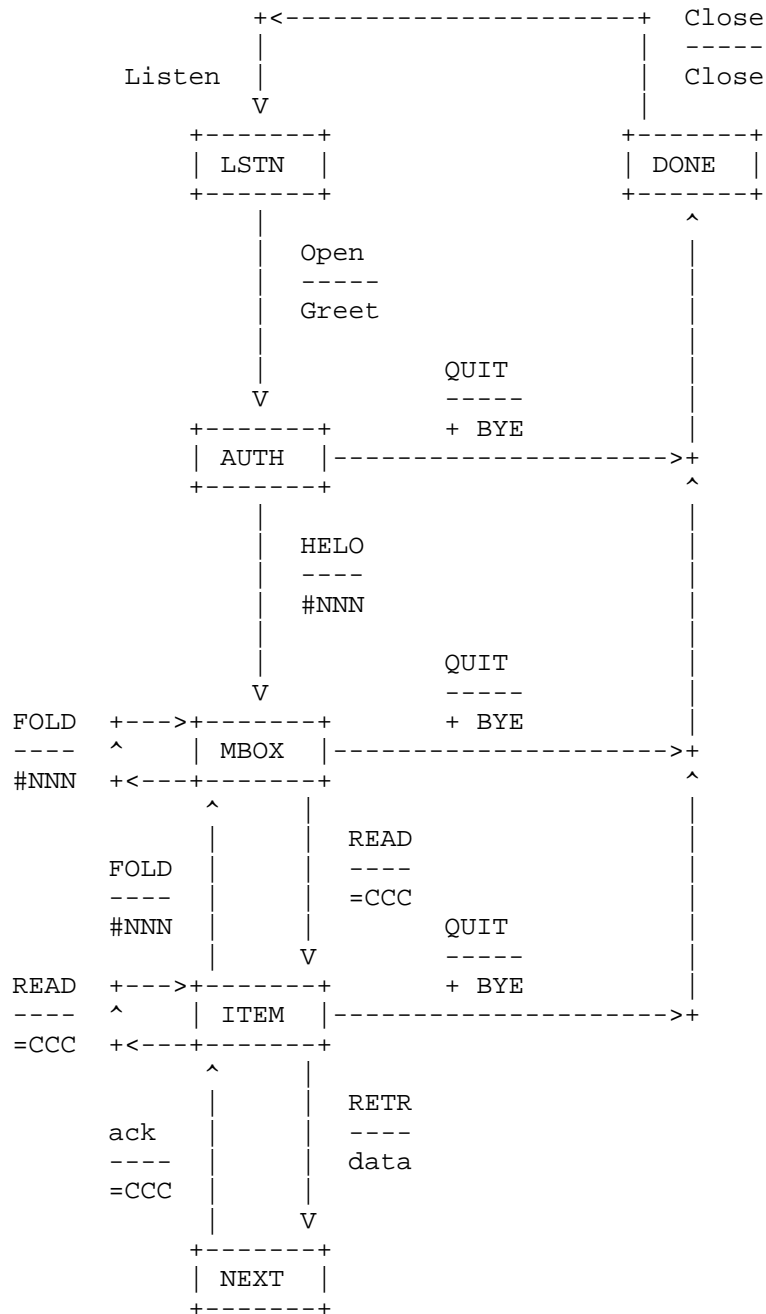 Close
-----
Listen Close
LSTN DONE
Open
-----
Greet
QUIT
-----
+ BYE
AUTH
HELO
----
#NNN
QUIT
-----
FOLD + BYE
---- MBOX
#NNN
READ
FOLD ----
---- =CCC
#NNN QUIT
-----
READ + BYE
---- ITEM
=CCC
RETR
ack ----
---- data
=CCC
NEXT